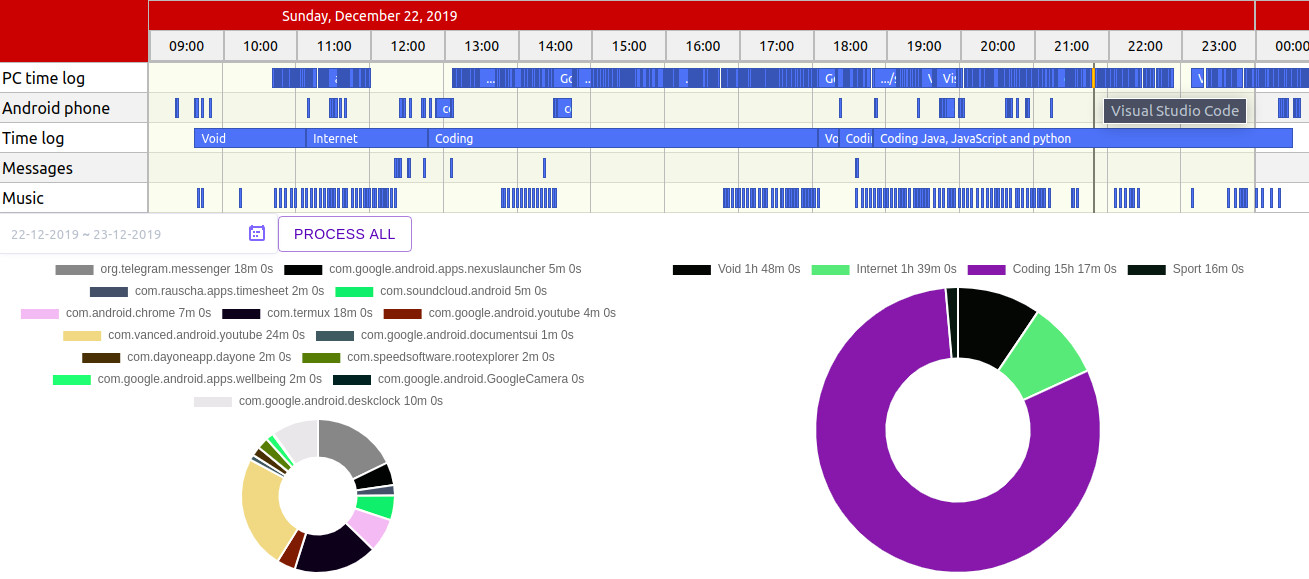 Sunday, December 22, 2019
09:00 10:00 11:00 12:00 13:00 14:00 15:00 16:00 17:00 18:00 19:00 20:00 21:00 22:00 23:00 00:00
PC time log ... Go .. . Go .../s V Vis V
Android phone Visual Studio Code
Time log Void Internet Coding Vo Codi Coding Java, JavaScript and python
Messages
Music
22-12-2019 ~ 23-12-2019 PROCESS ALL
org.telegram.messenger 18m 0s com.google.android.apps.nexuslauncher 5m 0s
com.rauscha.apps.timesheet 2m 0s com.soundcloud.android 5m 0s
com.android.chrome 7m 0s com.termux 18m 0s com.google.android.youtube 4m 0s
com.vanced.android.youtube 24m 0s com.google.android.documentsui 1m 0s
com.dayoneapp.dayone 2m 0s com.speedsoftware.rootexplorer 2m 0s
com.google.android.apps.wellbeing 2m 0s com.google.android.GoogleCamera 0s
com.google.android.deskclock 10m 0s
Void 1h 48m 0s Internet 1h 39m 0s Coding 15h 17m 0s Sport 16m 0s